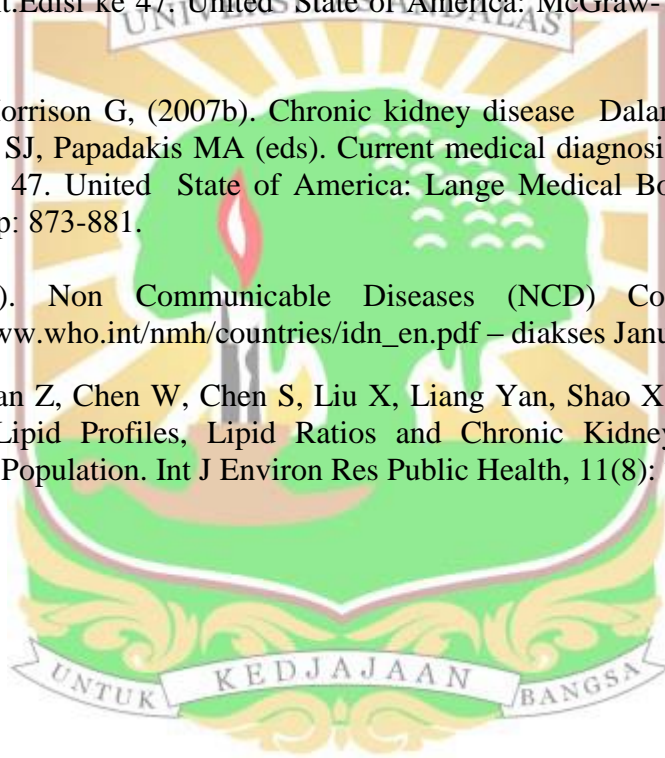 t.Edisi ke 47. United State of America: McGraw-
UNIVERSITAS ANDALAS
orrison G, (2007b). Chronic kidney disease Dalam
SJ, Papadakis MA (eds). Current medical diagnosi
47. United State of America: Lange Medical Bo
p: 873-881.
). Non Communicable Diseases (NCD) Co
ww.who.int/nmh/countries/idn_en.pdf – diakses Janu
an Z, Chen W, Chen S, Liu X, Liang Yan, Shao X
Lipid Profiles, Lipid Ratios and Chronic Kidney
Population. Int J Environ Res Public Health, 11(8):
UNTUK KEDJAJAAN BANGSA